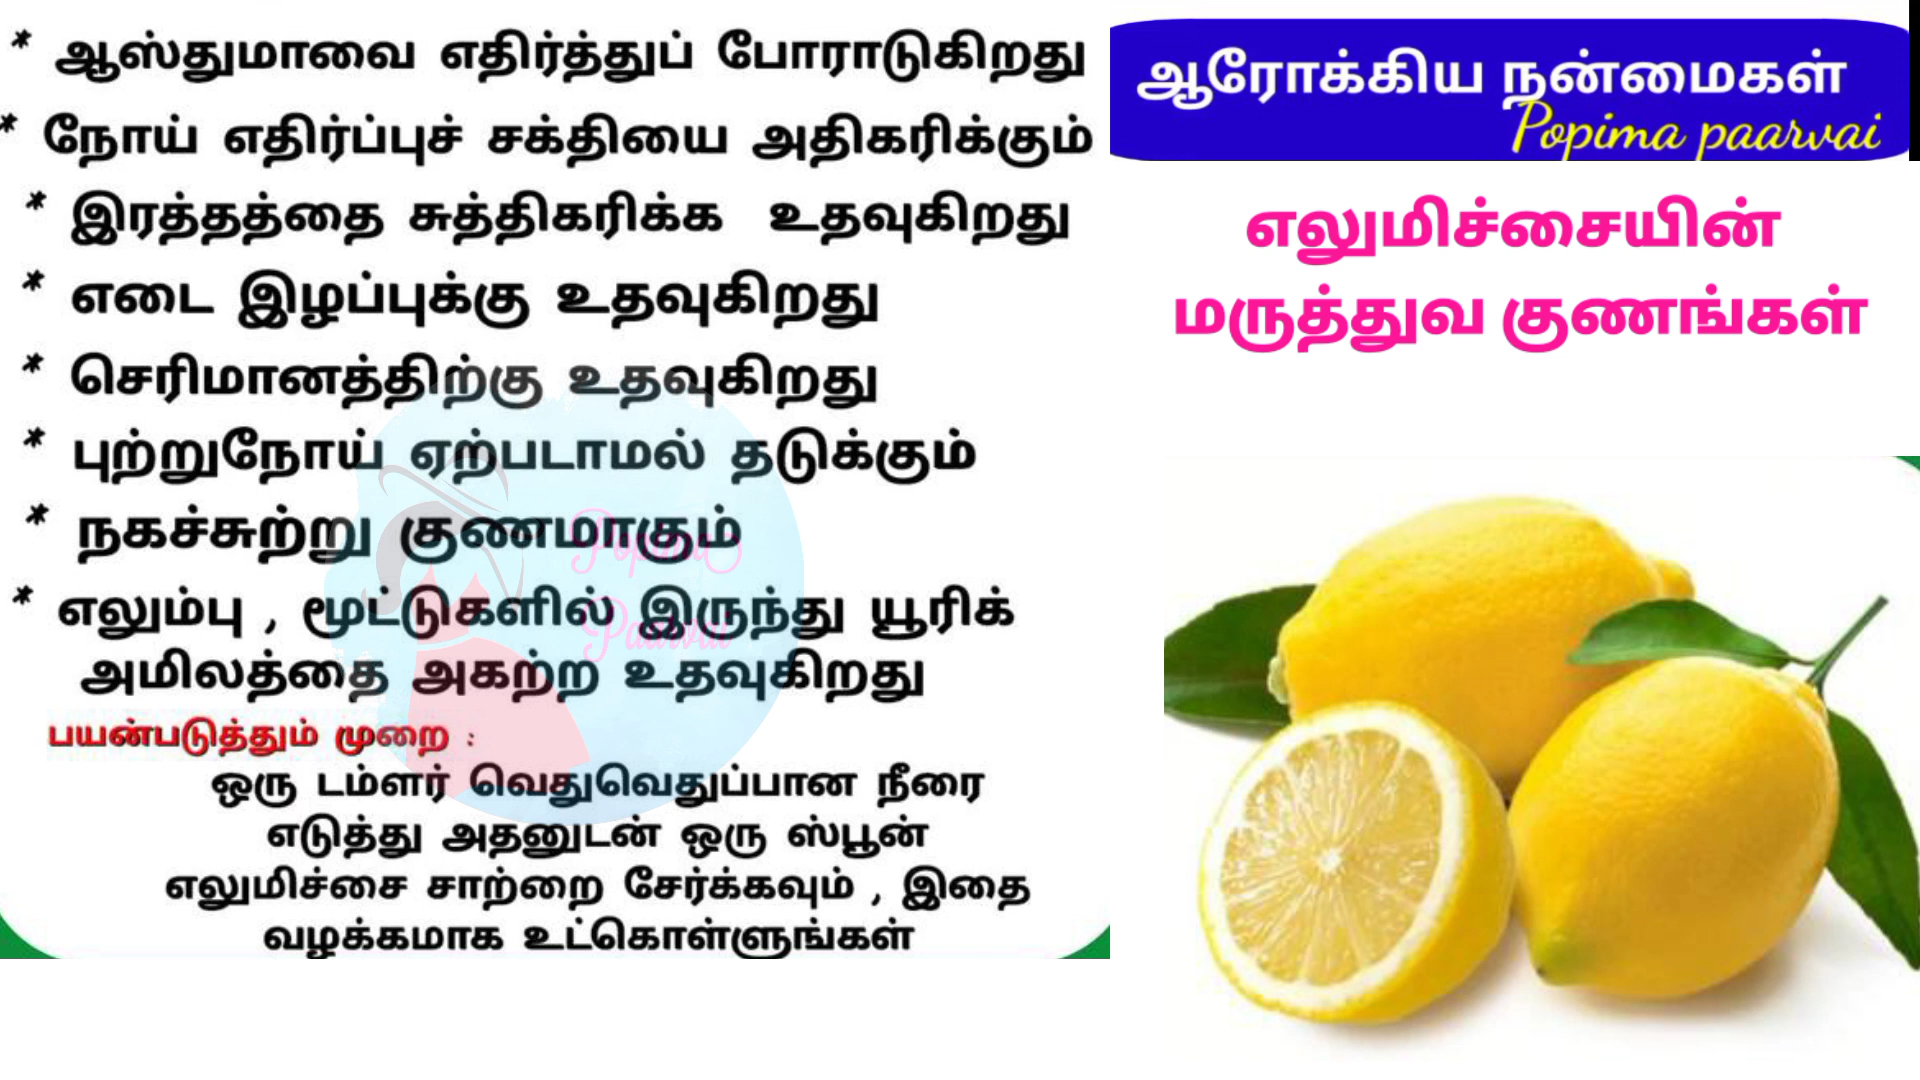 * ஆஸ்துமாவை எதிர்த்துப் போராடுகிறது
* நோய் எதிர்ப்புச் சக்தியை அதிகரிக்கும்
* இரத்தத்தை சுத்திகரிக்க உதவுகிறது
* எடை இழப்புக்கு உதவுகிறது
* செரிமானத்திற்கு உதவுகிறது
* புற்றுநோய் ஏற்படாமல் தடுக்கும்
* நகச்சுற்று குணமாகும்
* எலும்பு , மூட்டுகளில் இருந்து யூரிக்
அமிலத்தை அகற்ற உதவுகிறது
பயன்படுத்தும் முறை :
ஒரு டம்ளர் வெதுவெதுப்பான நீரை
எடுத்து அதனுடன் ஒரு ஸ்பூன்
எலுமிச்சை சாற்றை சேர்க்கவும் , இதை
வழக்கமாக உட்கொள்ளுங்கள்
ஆரோக்கிய நன்மைகள்
Popima paarvai
எலுமிச்சையின்
மருத்துவ குணங்கள்
Popima
Paarvai